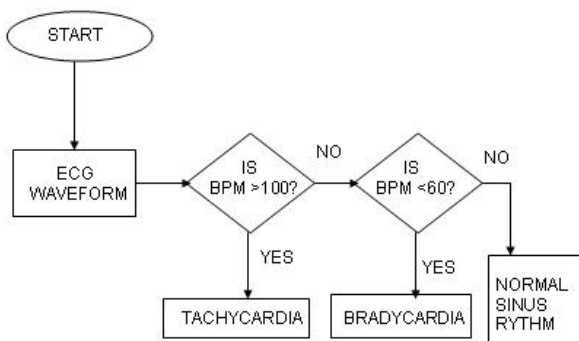 START
ECG
WAVEFORM
IS
BPM >100?
NO
IS
BPM <60?
NO
YES
YES
TACHYCARDIA
BRADYCARDIA
NORMAL
SINUS
RYTHM